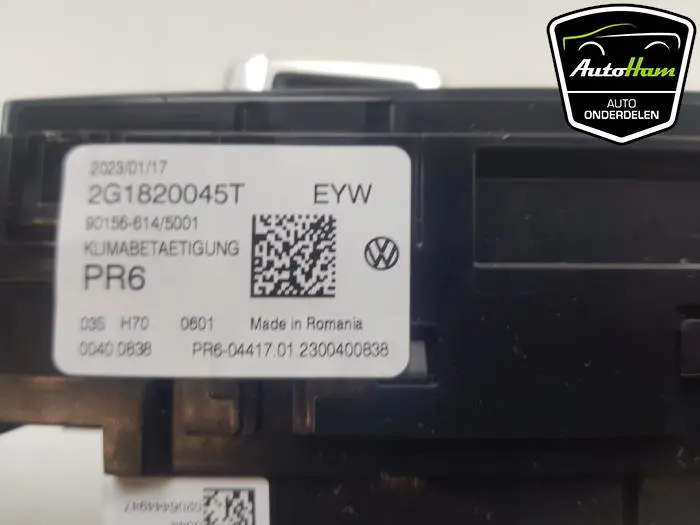 AutoHam
AUTO
ONDERDELEN
2023/01/17
2G1820045T EYW
90156-614/5001
KLIMABETAETIGUNG
PR6
035 H70 0601 Made in Romania
0040 0838 PR6-04417.01 2300400838